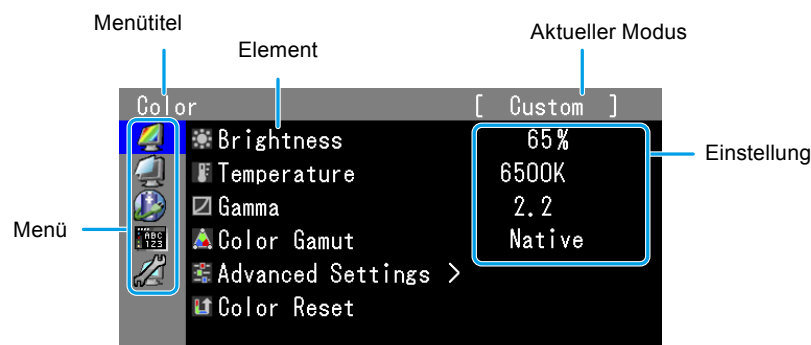 Menütitel
Element
Aktueller Modus
Color [ Custom ]
Brightness 65%
Temperature 6500K
Gamma 2.2
Color Gamut Native
Advanced Settings >
Color Reset
Einstellung
Menü
ABC
123